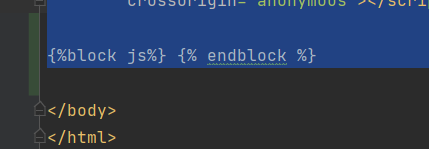 crossorigin="anonymous"></scri
{%block js%} {% endblock %}
</body>
</html>